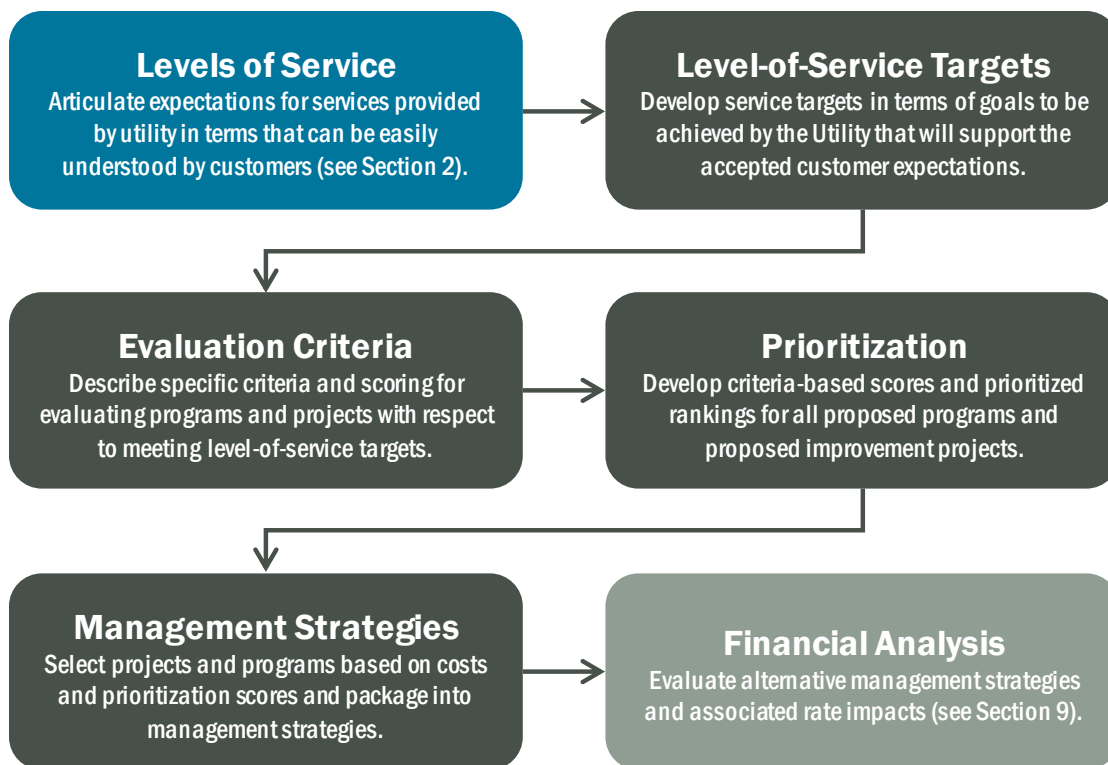 Levels of Service
Articulate expectations for services provided
by utility in terms that can be easily
understood by customers (see Section 2).
Level-of-Service Targets
Develop service targets in terms of goals to be
achieved by the Utility that will support the
accepted customer expectations.
Evaluation Criteria
Describe specific criteria and scoring for
evaluating programs and projects with respect
to meeting level-of-service targets.
Prioritization
Develop criteria-based scores and prioritized
rankings for all proposed programs and
proposed improvement projects.
Management Strategies
Select projects and programs based on costs
and prioritization scores and package into
management strategies.
Financial Analysis
Evaluate alternative management strategies
and associated rate impacts (see Section 9).